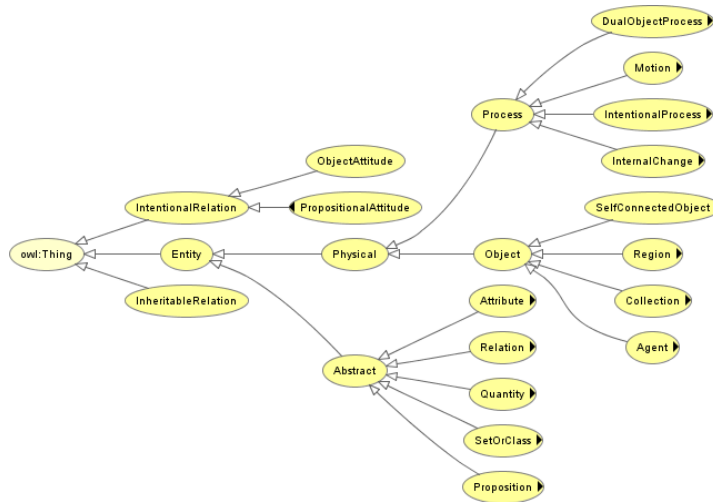 DualObjectProcess
Motion
Process
IntentionalProcess
ObjectAttitude
InternalChange
IntentionalRelation
PropositionalAttitude
SelfConnectedObject
owl:Thing
Entity
Physical
Object
Region
InheritableRelation
Attribute
Collection
Relation
Agent
Abstract
Quantity
SetOrClass
Proposition